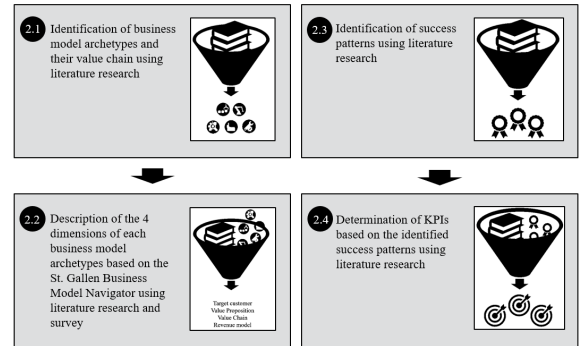 2.1
Identification of business
model archetypes and
their value chain using
literature research
2.3
Identification of success
patterns using literature
research
2.2
Description of the 4
dimensions of each
business model
archetypes based on the
St. Gallen Business
Model Navigator using
literature research and
survey
Target customer
Value Preposition
Value Chain
Revenue model
2.4
Determination of KPIs
based on the identified
success patterns using
literature research